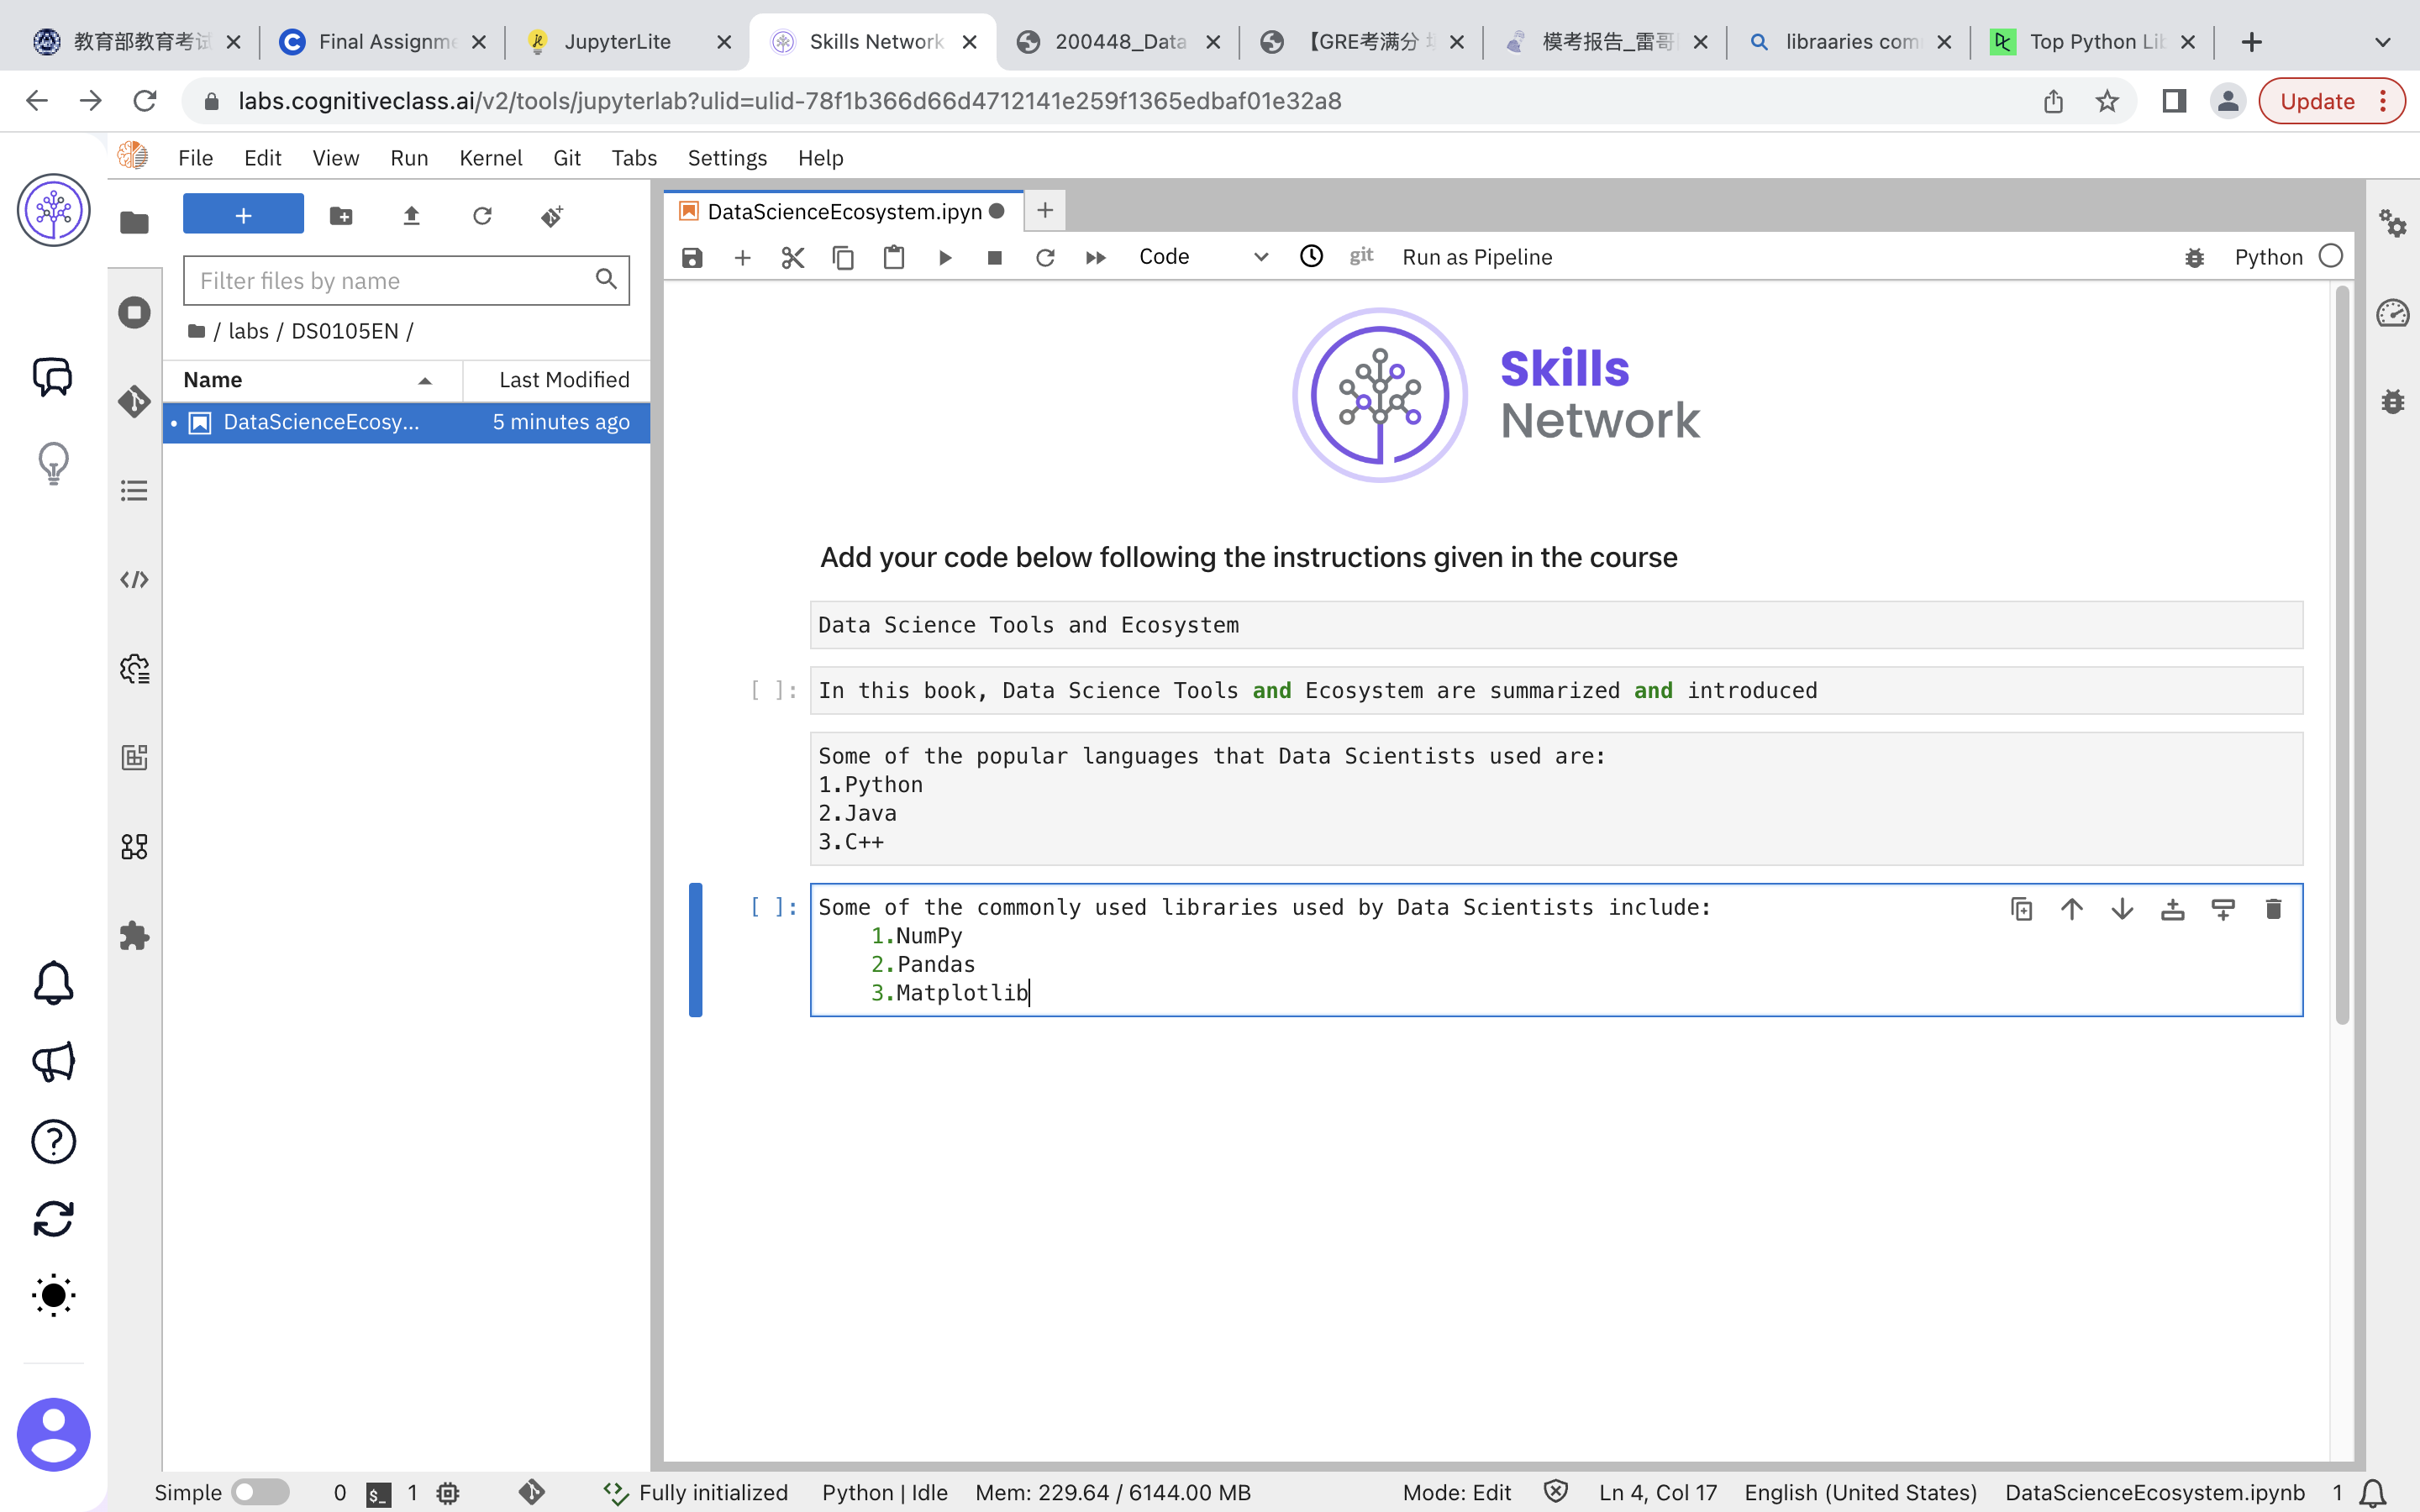 教育部教育考试
Final Assignme
JupyterLite
Skills Network
200448_Data
【GRE考满分
模考报告_雷哥
libraaries com
Top Python Lib
labs.cognitiveclass.ai/v2/tools/jupyterlab?ulid=ulid-78f1b366d66d4712141e259f1365edbaf01e32a8
Update
File Edit View Run Kernel Git Tabs Settings Help
Filter files by name
/ labs / DS0105EN /
Name Last Modified
DataScienceEcosy... 5 minutes ago
DataScienceEcosystem.ipyn
Code git Run as Pipeline Python
Skills
Network
Add your code below following the instructions given in the course
Data Science Tools and Ecosystem
[ ]: In this book, Data Science Tools and Ecosystem are summarized and introduced
Some of the popular languages that Data Scientists used are:
1.Python
2.Java
3.C++
[ ]: Some of the commonly used libraries used by Data Scientists include:
1.NumPy
2.Pandas
3.Matplotlib
Simple 0 $_ 1 Fully initialized Python | Idle Mem: 229.64 / 6144.00 MB Mode: Edit Ln 4, Col 17 English (United States) DataScienceEcosystem.ipynb 1